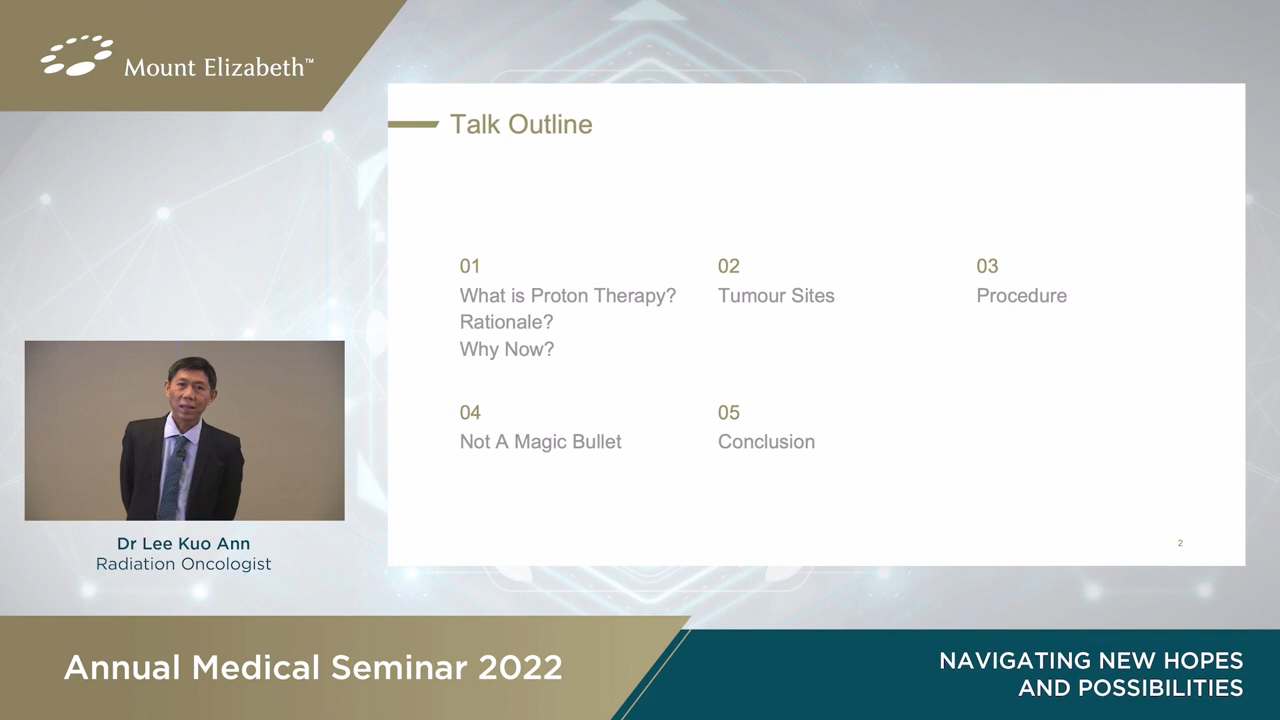 Mount Elizabeth™
Talk Outline
01
What is Proton Therapy?
Rationale?
Why Now?
02
Tumour Sites
03
Procedure
04
Not A Magic Bullet
05
Conclusion
2
Dr Lee Kuo Ann
Radiation Oncologist
Annual Medical Seminar 2022
NAVIGATING NEW HOPES
AND POSSIBILITIES